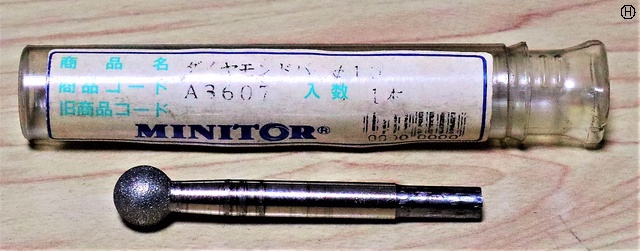 Ⓗ
商品名 ダイヤモンドバー φ10
商品コード A3607 入数 1本
旧商品コード
MINITOR®